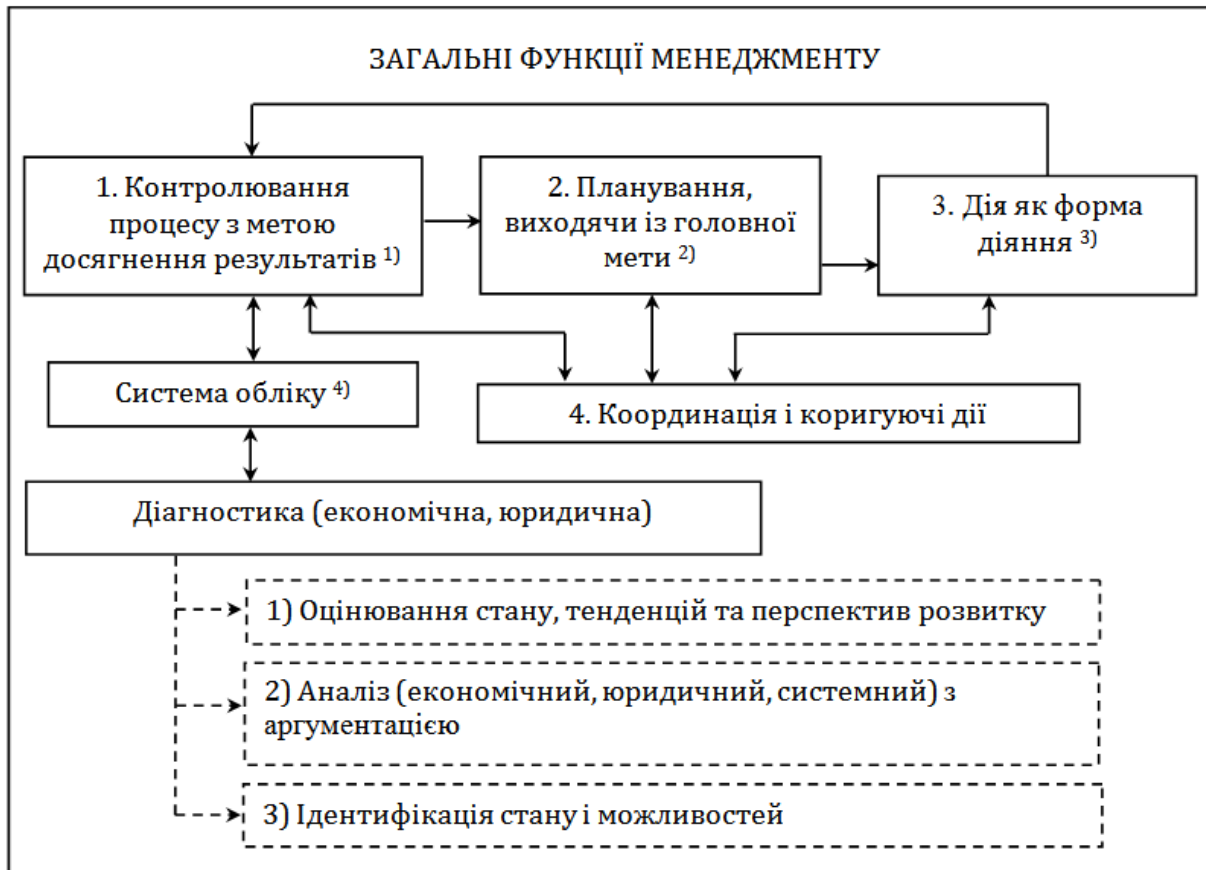 ЗАГАЛЬНІ ФУНКЦІЇ МЕНЕДЖМЕНТУ
1. Контролювання
процесу з метою
досягнення результатів 1)
2. Планування,
виходячи із головної
мети 2)
3. Дія як форма
діяння 3)
Система обліку 4)
4. Координація і коригуючі дії
Діагностика (економічна, юридична)
1) Оцінювання стану, тенденцій та перспектив розвитку
2) Аналіз (економічний, юридичний, системний) з
аргументацією
3) Ідентифікація стану і можливостей